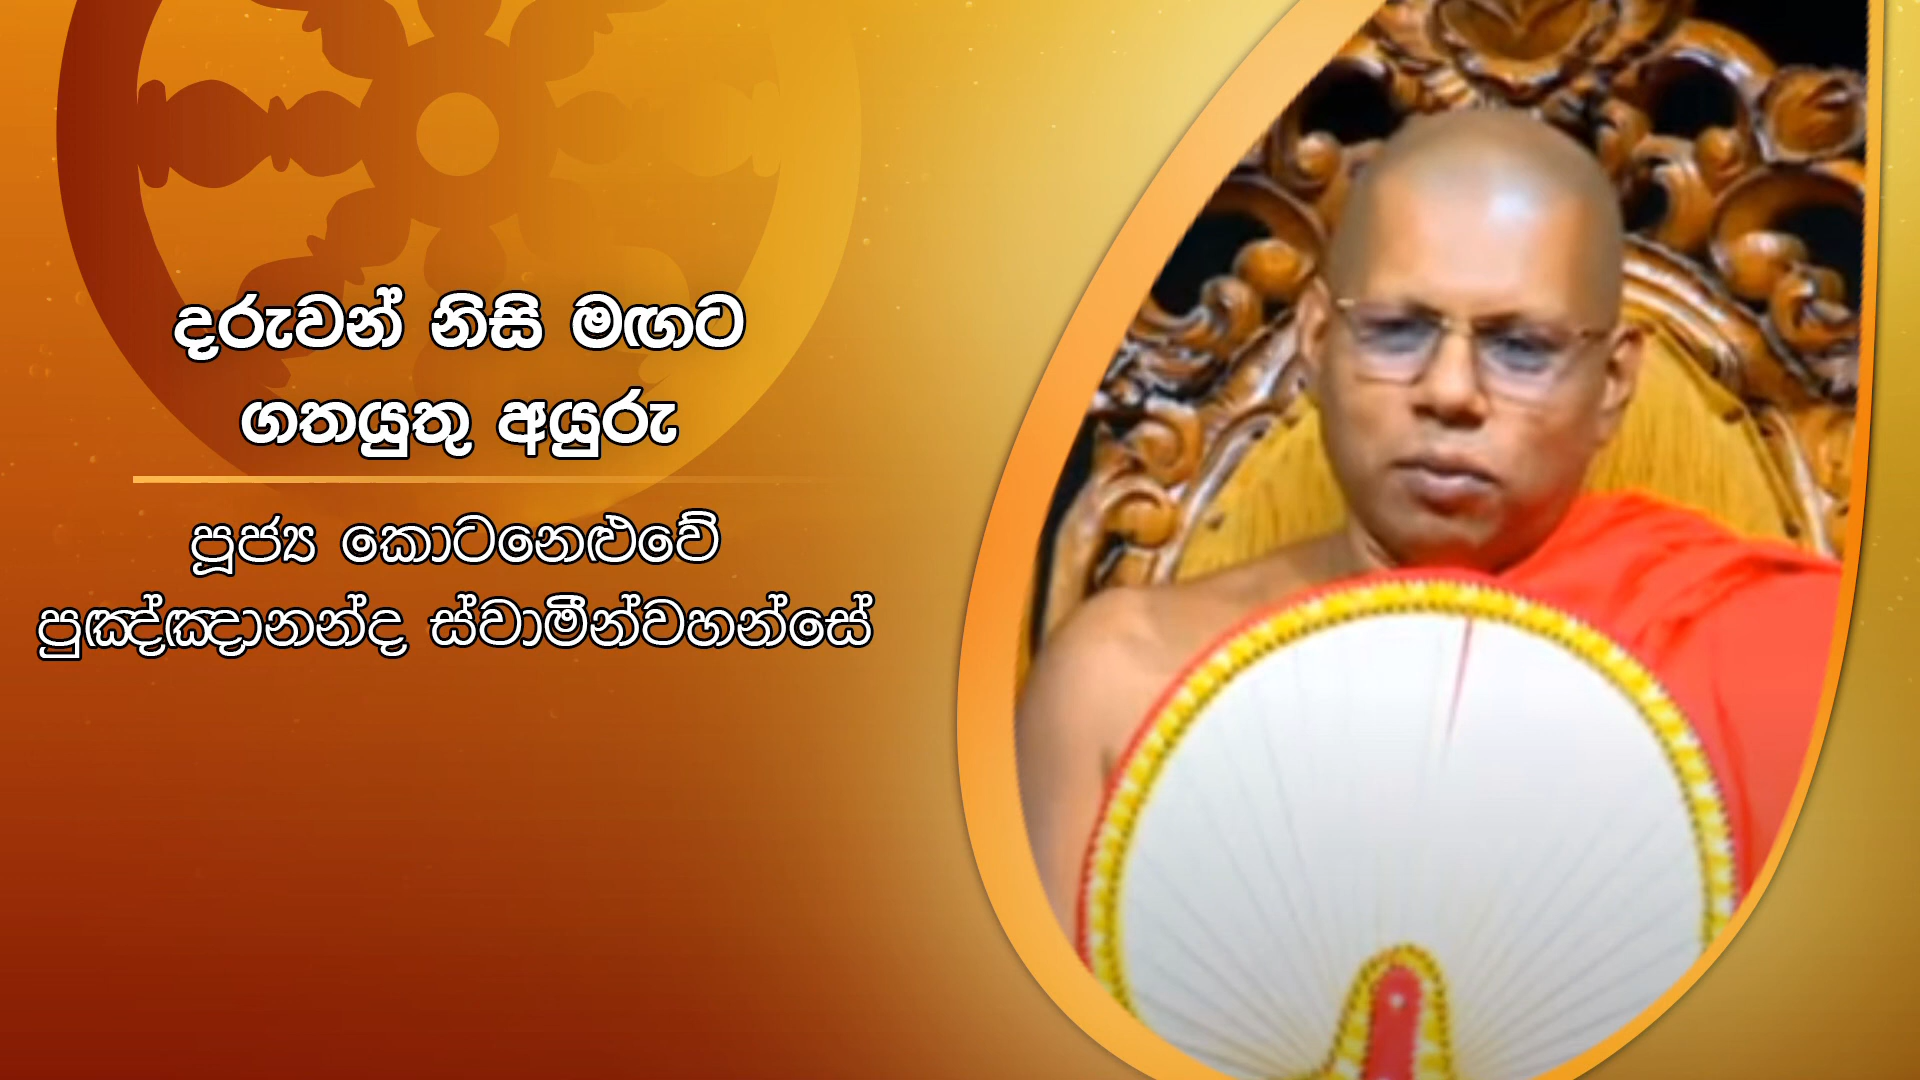 දරුවන් නිසි මඟට
ගතයුතු අයුරු
පූජ්‍ය කොටනෙළුවේ
පුඤ්ඤානන්ද ස්වාමීන්වහන්සේ